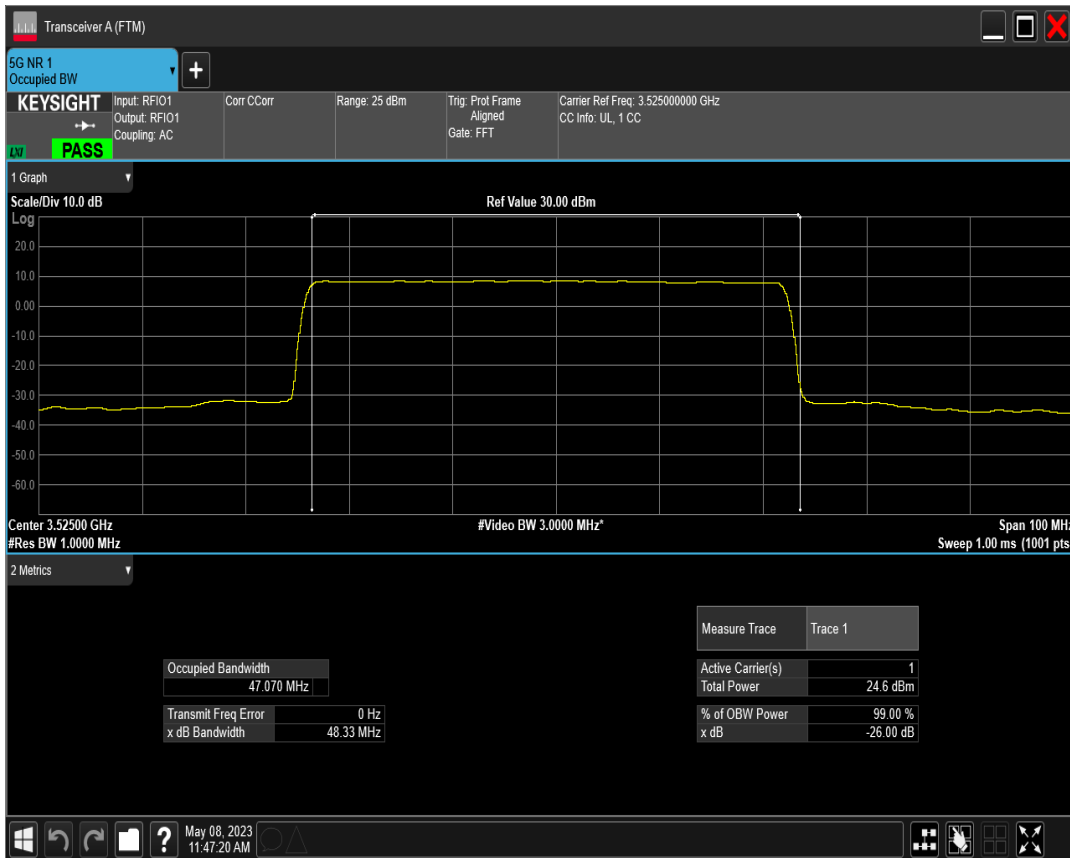 Transceiver A (FTM)
5G NR 1
Occupied BW
+
KEYSIGHT
LXI
PASS
Input: RFIO1
Output: RFIO1
Coupling: AC
Corr CCorr
Range: 25 dBm
Trig: Prot Frame
Aligned
Gate: FFT
Carrier Ref Freq: 3.525000000 GHz
CC Info: UL, 1 CC
1 Graph
Scale/Div 10.0 dB
Ref Value 30.00 dBm
Log
20.0
10.0
0.00
-10.0
-20.0
-30.0
-40.0
-50.0
-60.0
Center 3.52500 GHz
#Video BW 3.0000 MHz*
Span 100 MHz
#Res BW 1.0000 MHz
Sweep 1.00 ms (1001 pts
2 Metrics
Measure Trace Trace 1
Occupied Bandwidth
47.070 MHz
Active Carrier(s) 1
Total Power 24.6 dBm
Transmit Freq Error 0 Hz
x dB Bandwidth 48.33 MHz
% of OBW Power 99.00 %
x dB -26.00 dB
?
May 08, 2023
11:47:20 AM